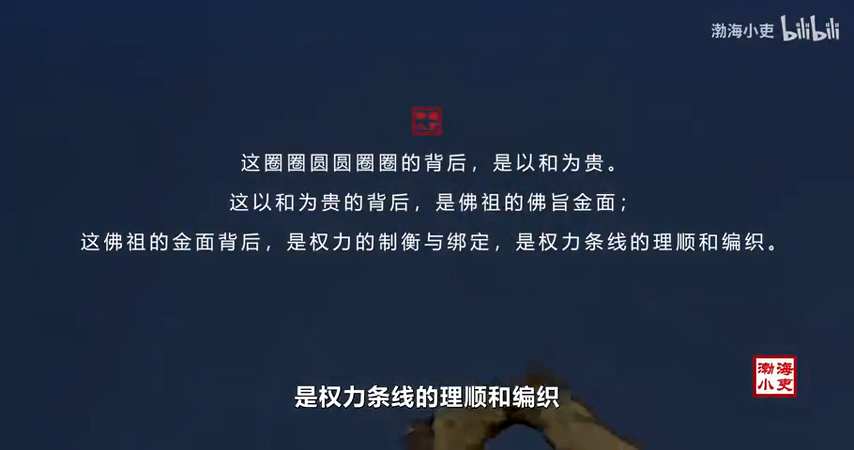 渤海小吏 bilibili
这圈圈圆圆圈圈的背后，是以和为贵。
这以和为贵的背后，是佛祖的佛旨金面；
这佛祖的金面背后，是权力的制衡与绑定，是权力条线的理顺和编织。
渤海
小吏
是权力条线的理顺和编织